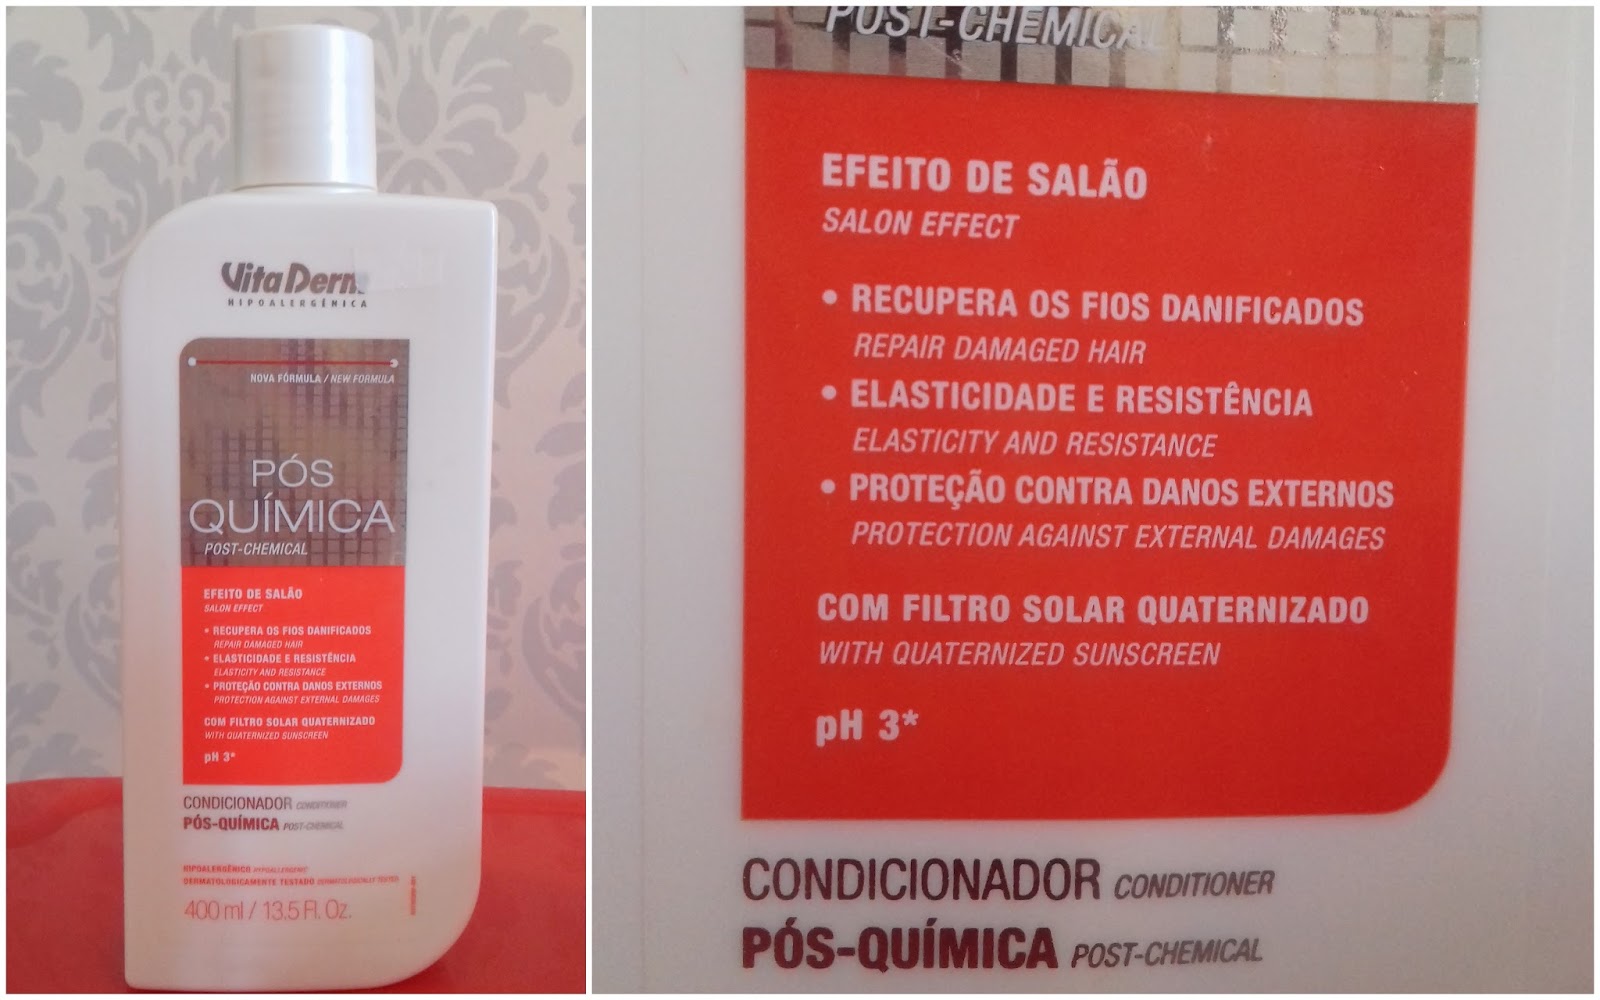 VitaDerm
HIPOALERGÊNICA
NOVA FÓRMULA / NEW FORMULA
PÓS
QUÍMICA
POST-CHEMICAL
EFEITO DE SALÃO
SALON EFFECT
• RECUPERA OS FIOS DANIFICADOS
REPAIR DAMAGED HAIR
• ELASTICIDADE E RESISTÊNCIA
ELASTICITY AND RESISTANCE
• PROTEÇÃO CONTRA DANOS EXTERNOS
PROTECTION AGAINST EXTERNAL DAMAGES
COM FILTRO SOLAR QUATERNIZADO
WITH QUATERNIZED SUNSCREEN
pH 3*
CONDICIONADOR CONDITIONER
PÓS-QUÍMICA POST-CHEMICAL
HIPOALERGÊNICO HYPOALLERGENIC
DERMATOLOGICAMENTE TESTADO DERMATOLOGICALLY TESTED
400 ml / 13.5 Fl. Oz.
POST-CHEMICAL
EFEITO DE SALÃO
SALON EFFECT
• RECUPERA OS FIOS DANIFICADOS
REPAIR DAMAGED HAIR
• ELASTICIDADE E RESISTÊNCIA
ELASTICITY AND RESISTANCE
• PROTEÇÃO CONTRA DANOS EXTERNOS
PROTECTION AGAINST EXTERNAL DAMAGES
COM FILTRO SOLAR QUATERNIZADO
WITH QUATERNIZED SUNSCREEN
pH 3*
CONDICIONADOR CONDITIONER
PÓS-QUÍMICA POST-CHEMICAL